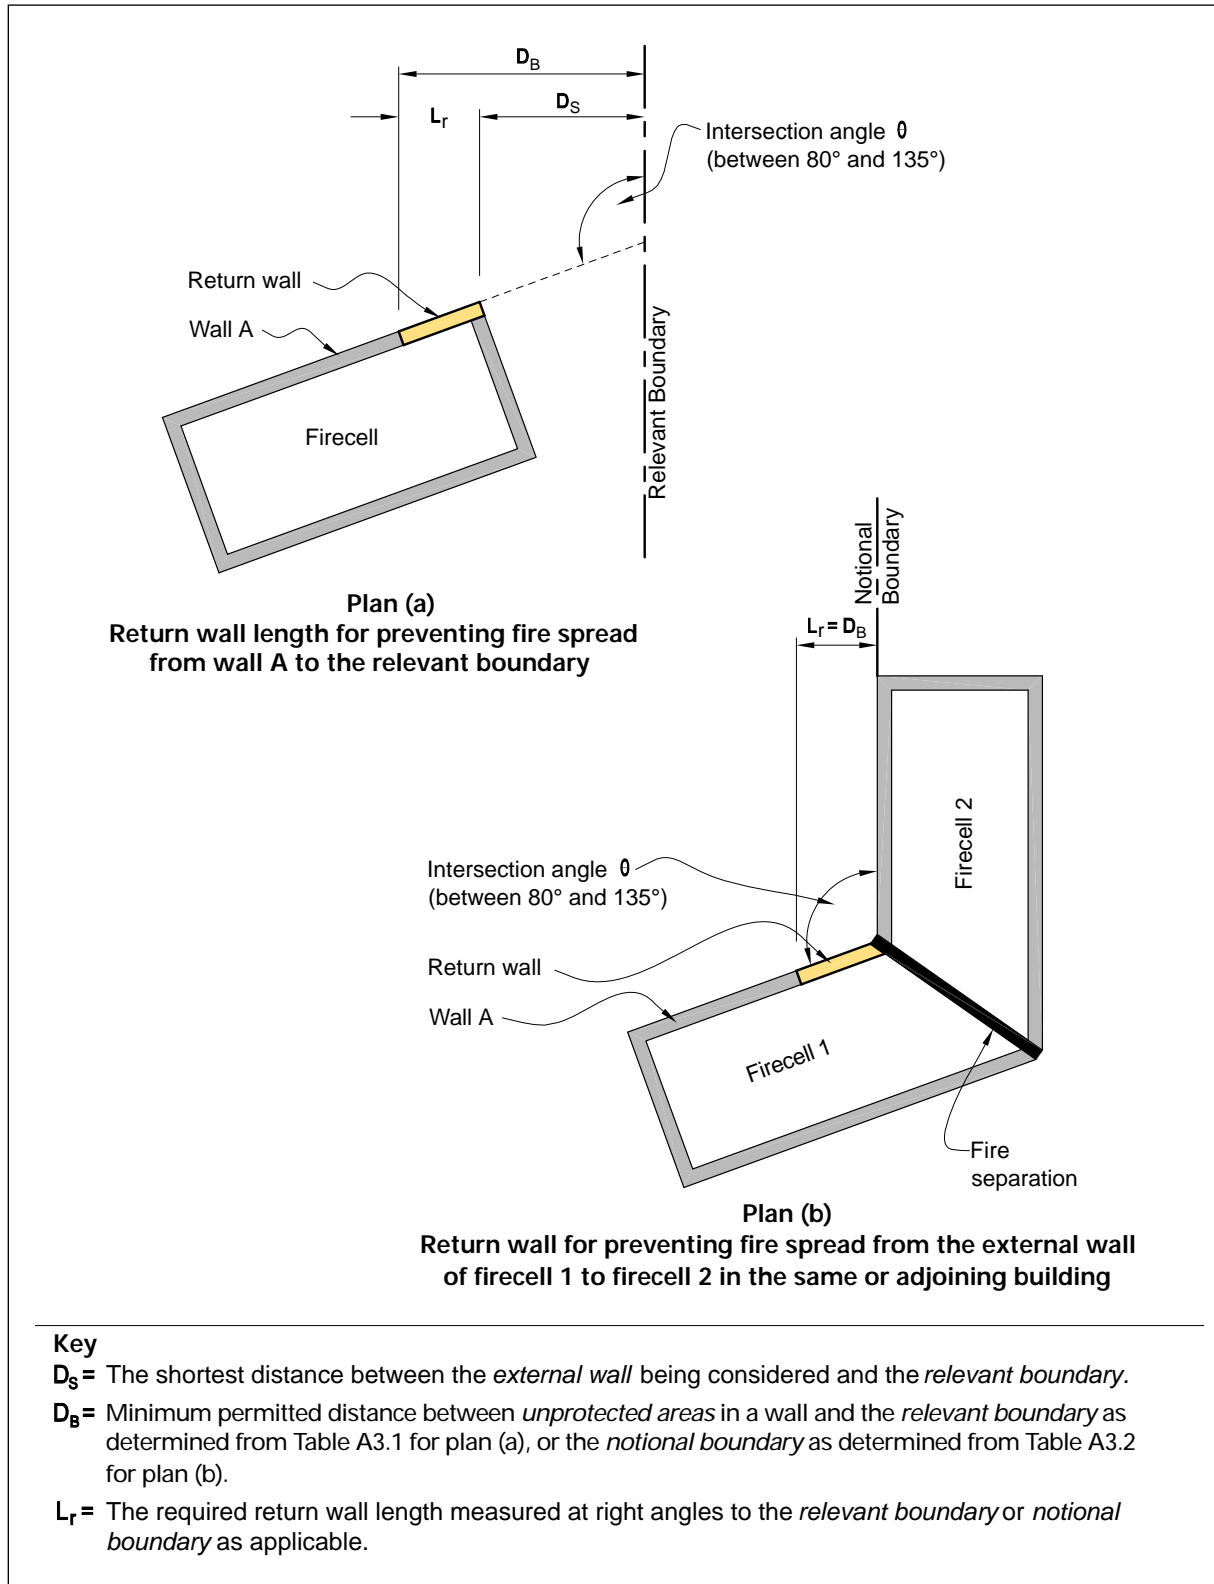 D_B
L_r
D_S
Intersection angle θ
(between 80° and 135°)
Return wall
Wall A
Firecell
Relevant Boundary
Plan (a)
Return wall length for preventing fire spread
from wall A to the relevant boundary
Notional
Boundary
L_r = D_B
Firecell 2
Intersection angle θ
(between 80° and 135°)
Return wall
Wall A
Firecell 1
Fire
separation
Plan (b)
Return wall for preventing fire spread from the external wall
of firecell 1 to firecell 2 in the same or adjoining building
Key
D_S = The shortest distance between the external wall being considered and the relevant boundary.
D_B = Minimum permitted distance between unprotected areas in a wall and the relevant boundary as
determined from Table A3.1 for plan (a), or the notional boundary as determined from Table A3.2
for plan (b).
L_r = The required return wall length measured at right angles to the relevant boundary or notional
boundary as applicable.